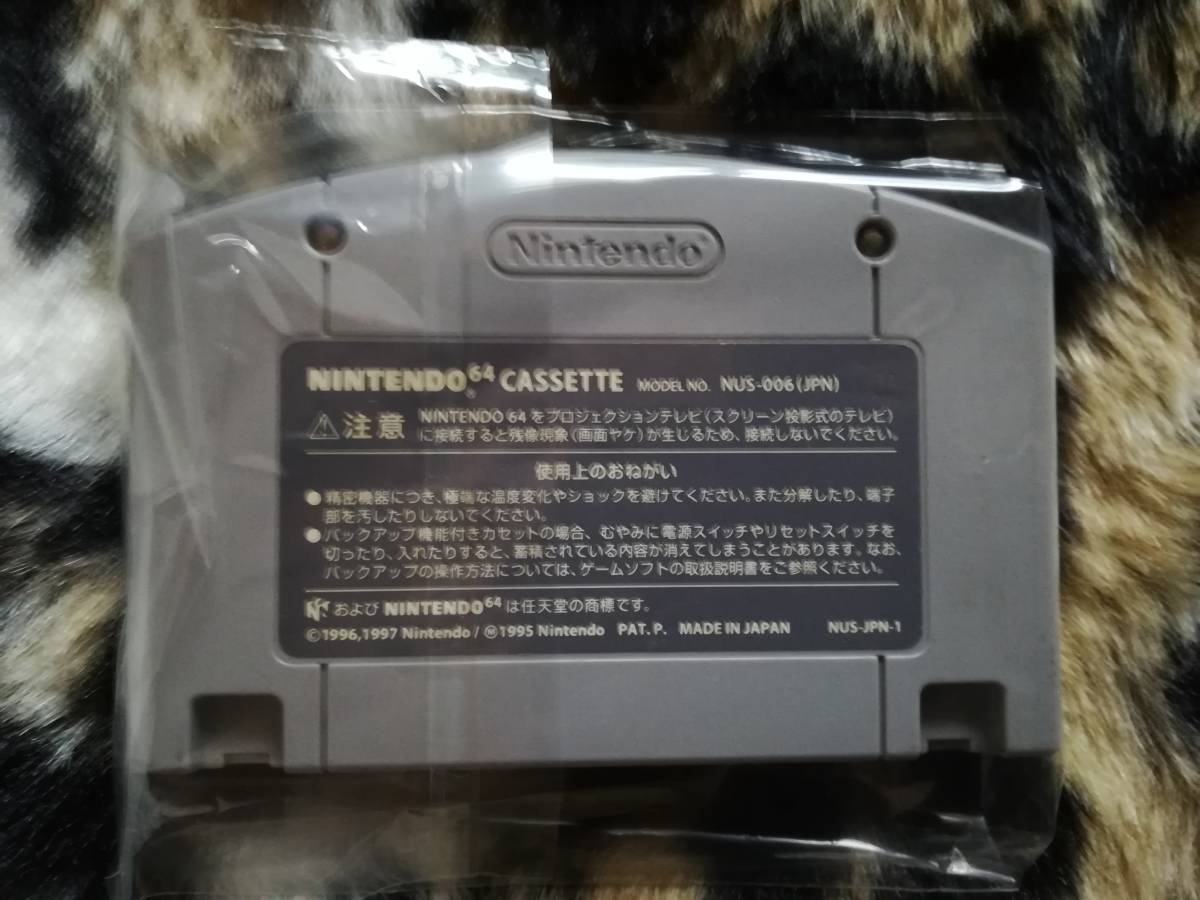 Nintendo®
NINTENDO64® CASSETTE MODEL NO. NUS-006(JPN)
注意 NINTENDO 64をプロジェクションテレビ(スクリーン投影式のテレビ)
に接続すると残像現象(画面ヤケ)が生じるため、接続しないでください。
使用上のおねがい
●精密機器につき、極端な温度変化やショックを避けてください。また分解したり、端子
部を汚したりしないでください。
●バックアップ機能付きカセットの場合、むやみに電源スイッチやリセットスイッチを
切ったり、入れたりすると、蓄積されている内容が消えてしまうことがあります。なお、
バックアップの操作方法については、ゲームソフトの取扱説明書をご参照ください。
および NINTENDO64は任天堂の商標です。
©1996,1997 Nintendo/Ⓜ1995 Nintendo PAT.P. MADE IN JAPAN NUS-JPN-1